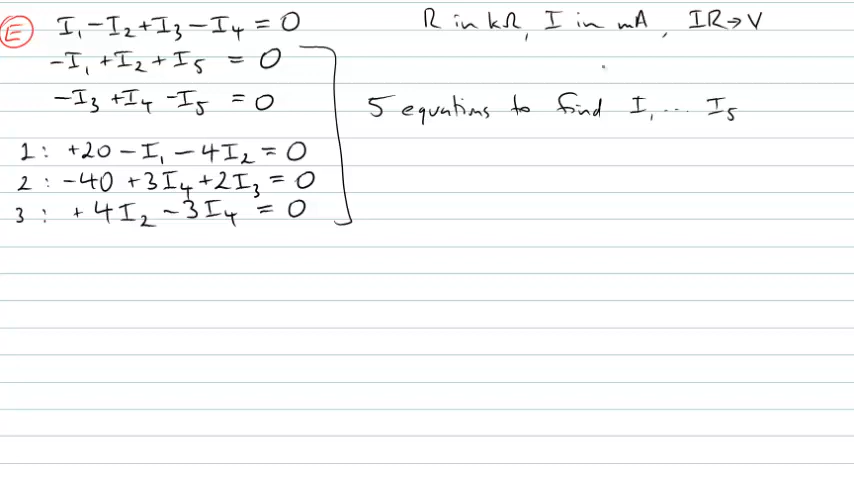 E I₁ - I₂ + I₃ - I₄ = 0 R in kΩ, I in mA, IR → V
-I₁ + I₂ + I₅ = 0
-I₃ + I₄ - I₅ = 0 5 equations to find I, ... I₅
1: +20 - I₁ - 4I₂ = 0
2: -40 + 3I₄ + 2I₃ = 0
3: +4I₂ - 3I₄ = 0